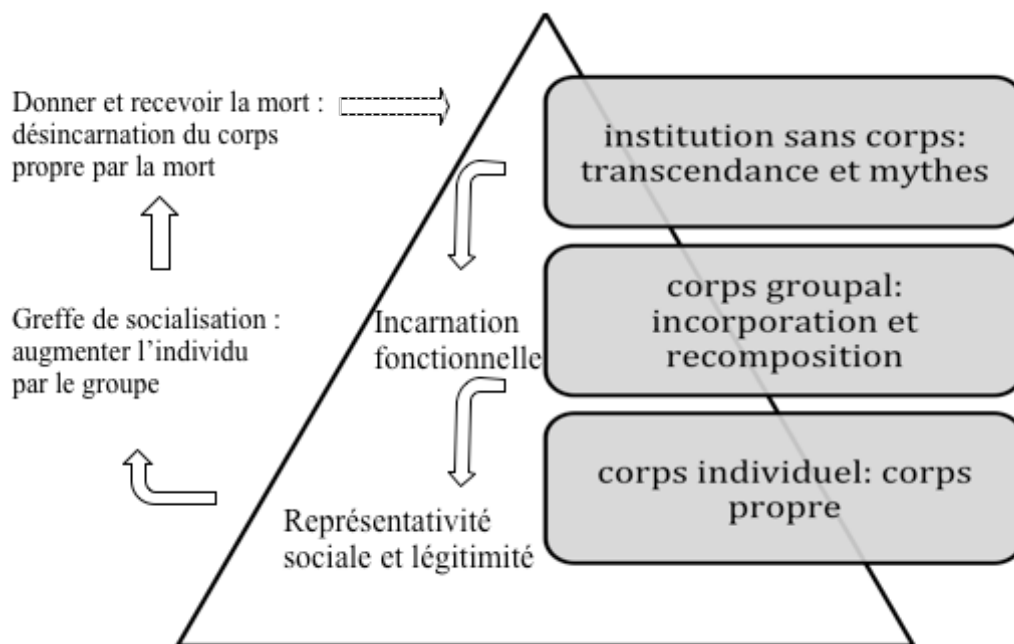 Donner et recevoir la mort :
désincarnation du corps
propre par la mort
institution sans corps:
transcendance et mythes
Greffe de socialisation :
augmenter l'individu
par le groupe
Incarnation
fonctionnelle
corps groupal:
incorporation et
recomposition
Représentativité
sociale et légitimité
corps individuel: corps
propre